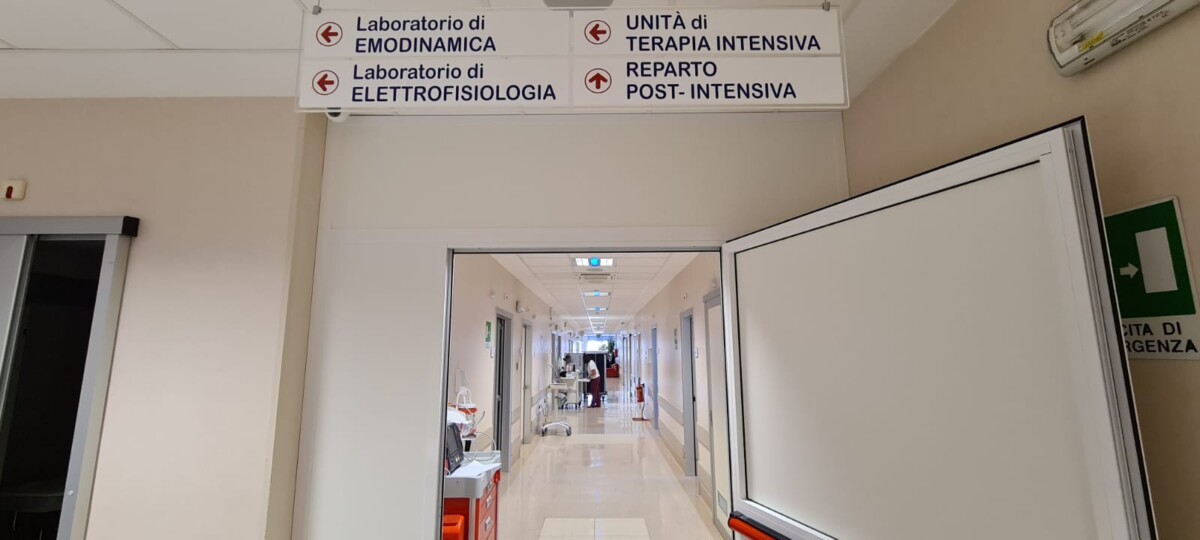 Laboratorio di
EMODINAMICA
UNITÀ di
TERAPIA INTENSIVA
Laboratorio di
ELETTROFISIOLOGIA
REPARTO
POST- INTENSIVA
CITA DI
RGENZA